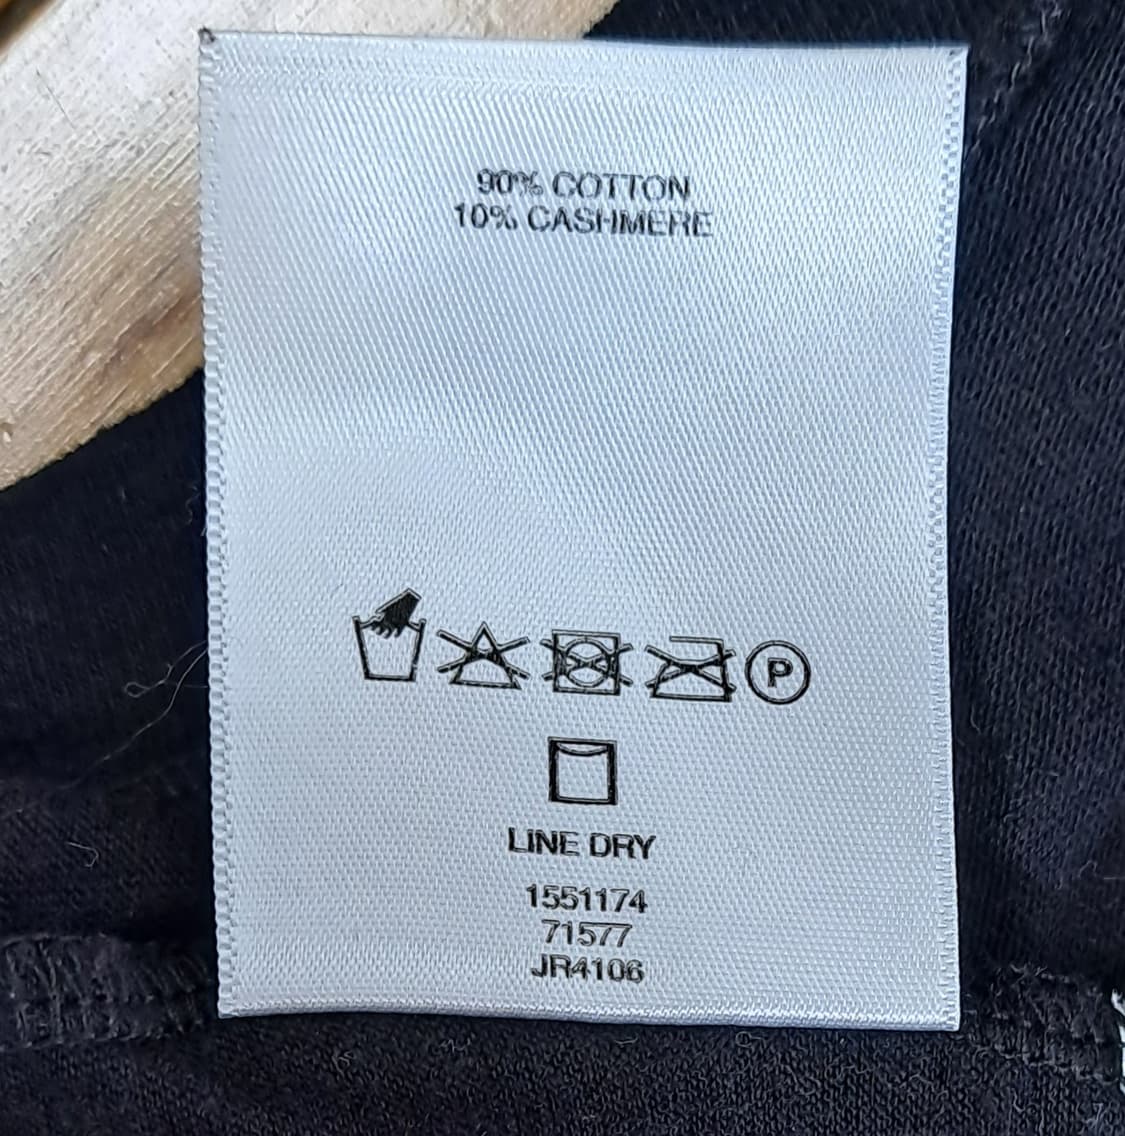 90% COTTON
10% CASHMERE
P
LINE DRY
1551174
71577
JR4106